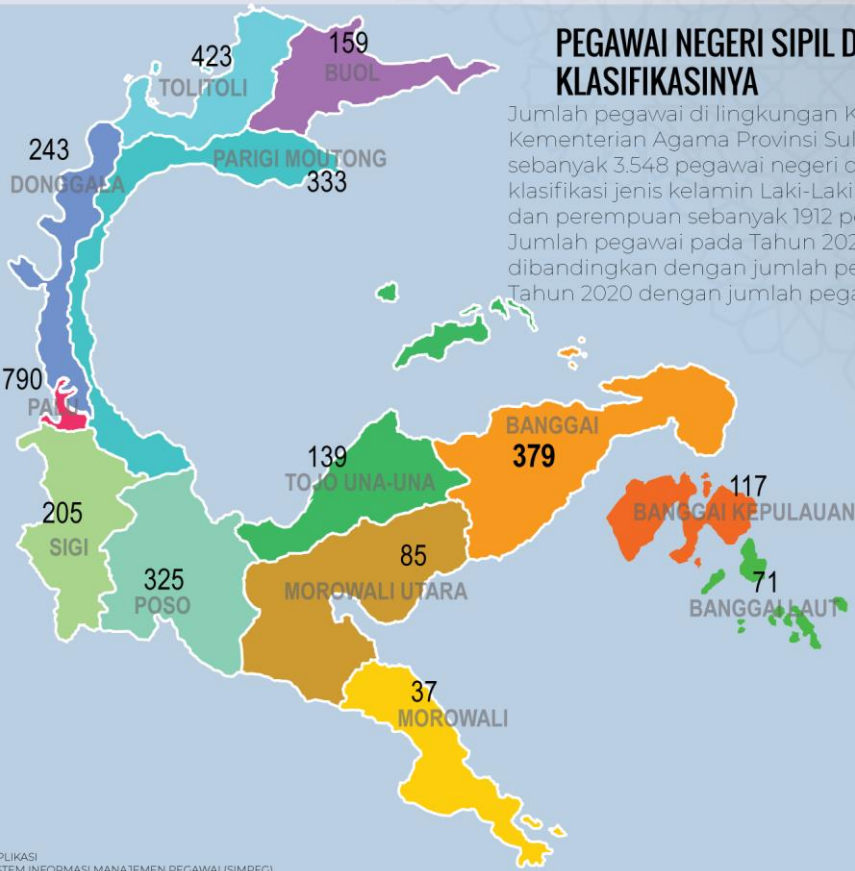 PEGAWAI NEGERI SIPIL D
KLASIFIKASINYA
Jumlah pegawai di lingkungan K
Kementerian Agama Provinsi Sul
sebanyak 3.548 pegawai negeri d
klasifikasi jenis kelamin Laki-Laki
dan perempuan sebanyak 1912 pe
Jumlah pegawai pada Tahun 202
dibandingkan dengan jumlah pe
Tahun 2020 dengan jumlah pega
423
TOLITOLI
159
BUOL
243
DONGGALA
PARIGI MOUTONG
333
790
PALU
BANGGAI
379
139
TOJO UNA-UNA
117
BANGGAI KEPULAUAN
205
SIGI
85
MOROWALI UTARA
325
POSO
71
BANGGAI LAUT
37
MOROWALI
PLIKASI
STEM INFORMASI MANAJEMEN PEGAWAI (SIMPEG)